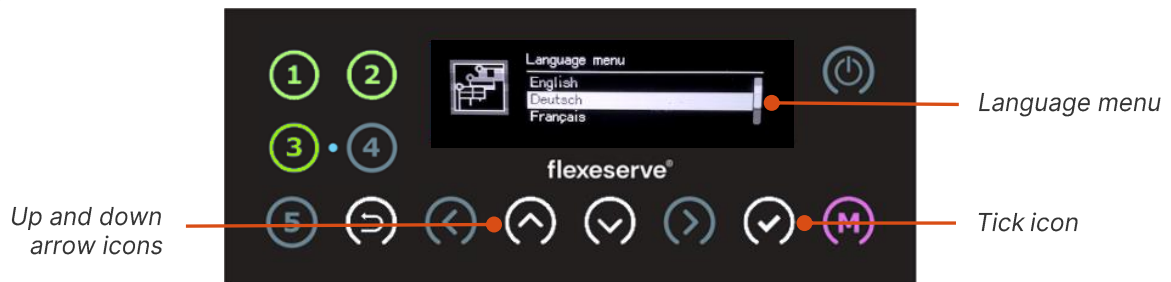 1
2
Language menu
English
Deutsch
Français
Language menu
3
4
flexeserve®
Up and down
arrow icons
5
M
Tick icon